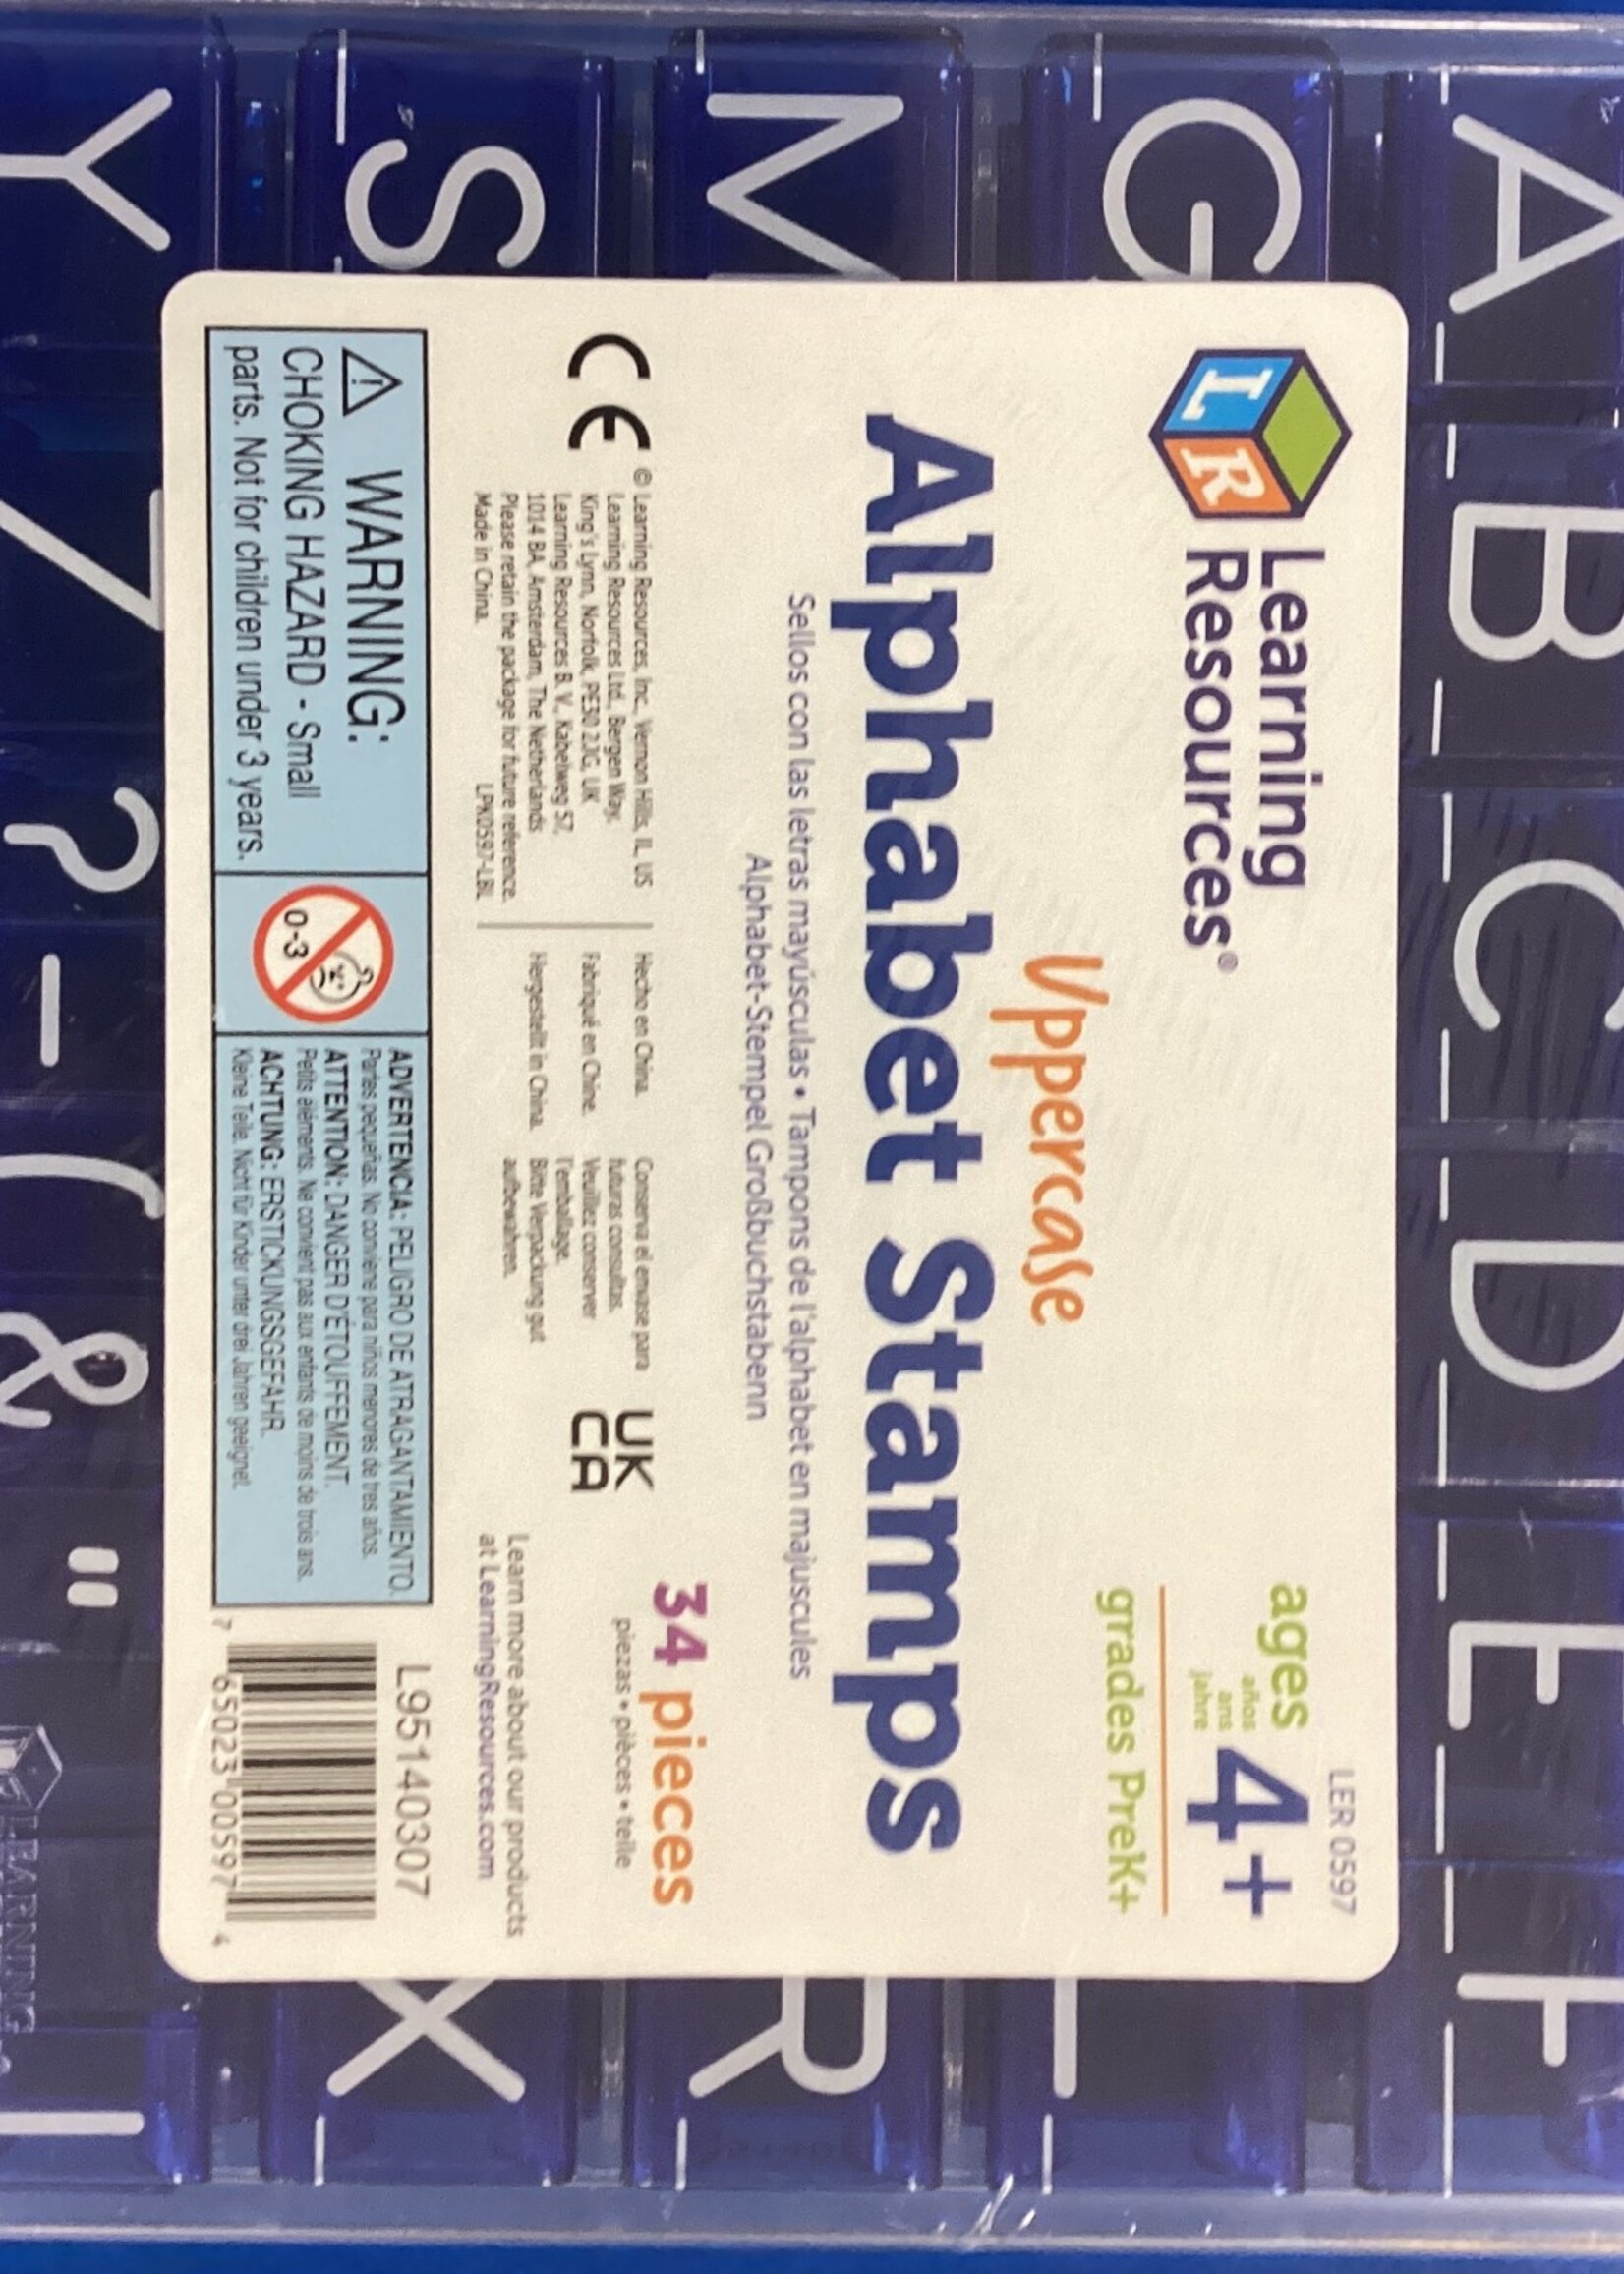 A B C D E F
G
L
M
R
S
X
Y Z ? - ( & " !
LEARNING
LR
Learning
Resources®
LER 0597
ages 4+
años
ans
Jahre
grades PreK+
Uppercase
Alphabet Stamps
Sellos con las letras mayúsculas • Tampons de l'alphabet en majuscules
Alphabet-Stempel Großbuchstabenn
34 pieces
piezas • pièces • teile
CE
© Learning Resources, Inc., Vernon Hills, IL, US
Learning Resources Ltd., Bergen Way,
King's Lynn, Norfolk, PE30 2JG, UK
Learning Resources B.V., Kabelweg 57,
1014 BA, Amsterdam, The Netherlands
Please retain the package for future reference.
Made in China. LPK0597-LBL
Hecho en China.
Fabriqué en Chine.
Hergestellt in China.
Conserva el envase para
futuras consultas.
Veuillez conserver
l'emballage.
Bitte Verpackung gut
aufbewahren.
UK
CA
Learn more about our products
at LearningResources.com
⚠ WARNING:
CHOKING HAZARD - Small
parts. Not for children under 3 years.
0-3
ADVERTENCIA: PELIGRO DE ATRAGANTAMIENTO.
Partes pequeñas. No conviene para niños menores de tres años.
ATTENTION: DANGER D'ÉTOUFFEMENT.
Petits eléments. Ne convient pas aux enfants de moins de trois ans.
ACHTUNG: ERSTICKUNGSGEFAHR.
Kleine Teile. Nicht für Kinder unter drei Jahren geeignet.
L95140307
7 65023 00597 4